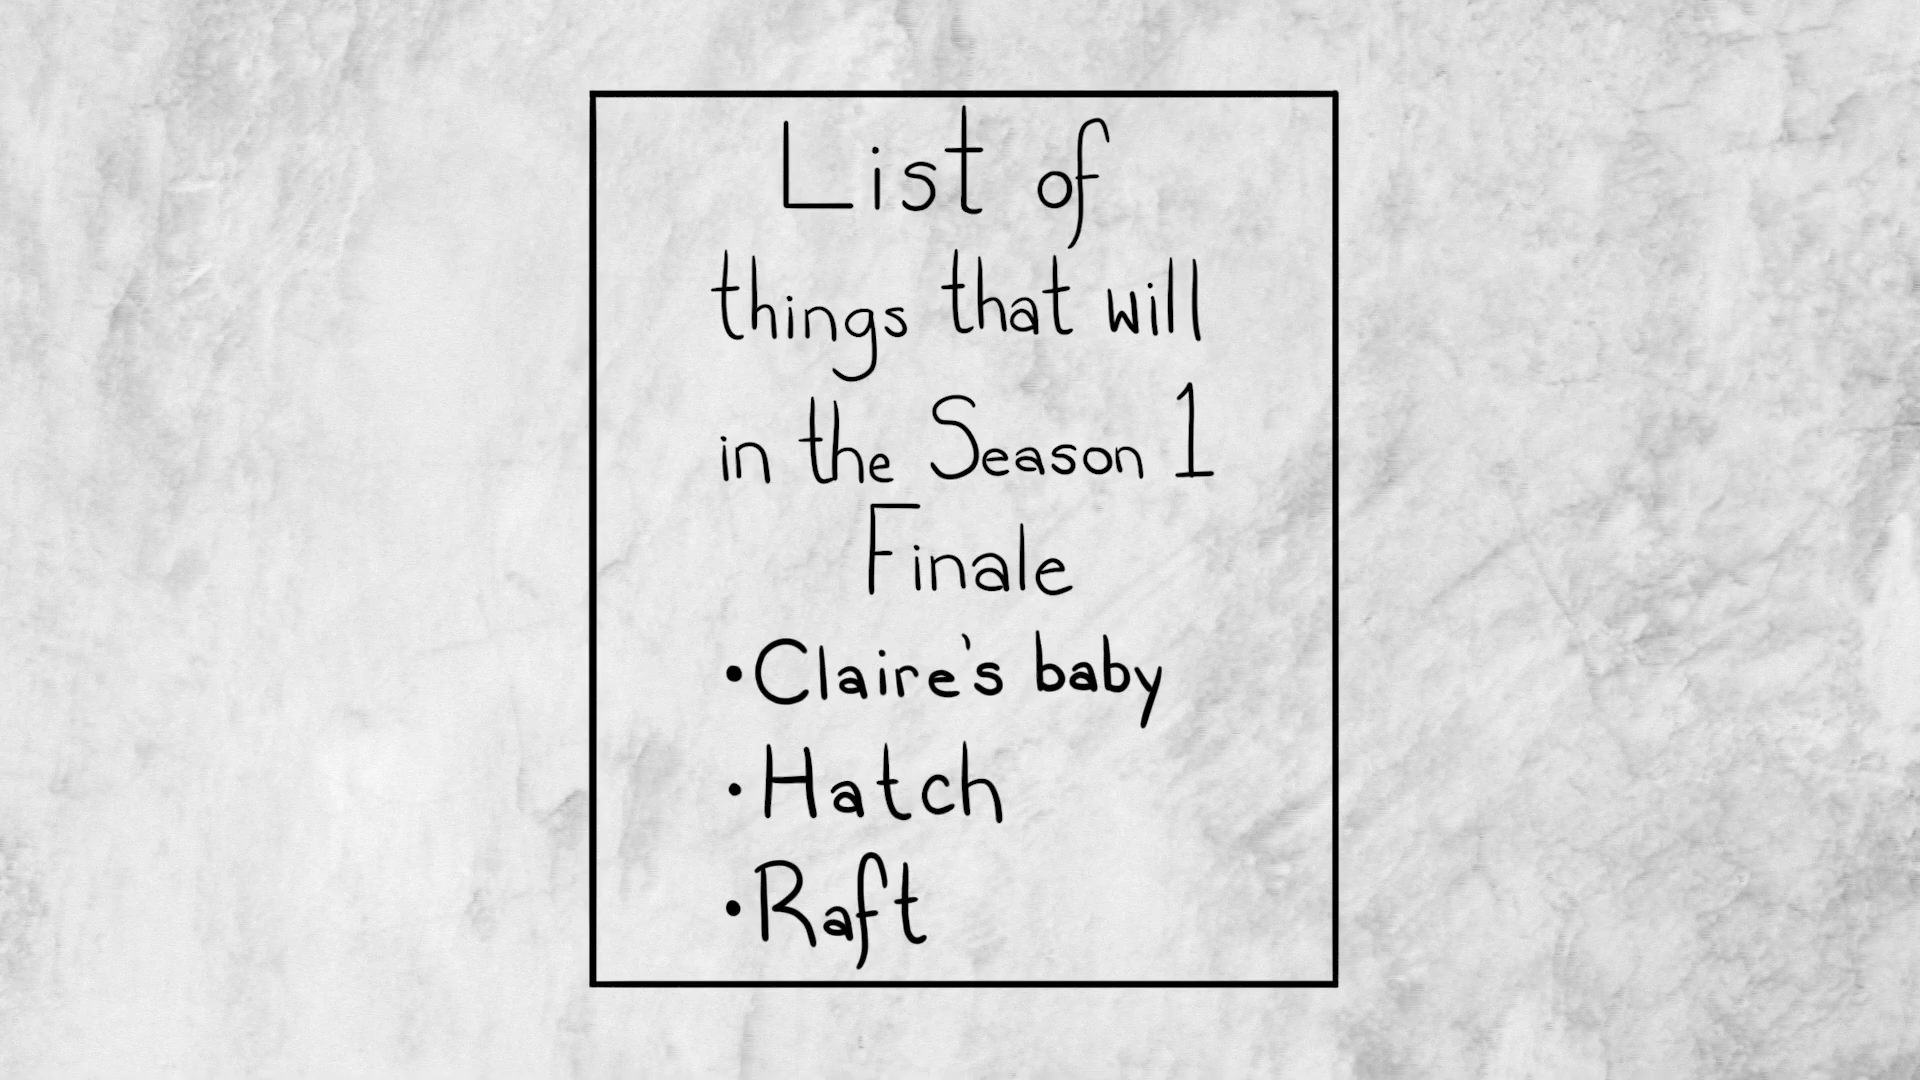 List of
things that will
in the Season 1
Finale
• Claire's baby
• Hatch
• Raft